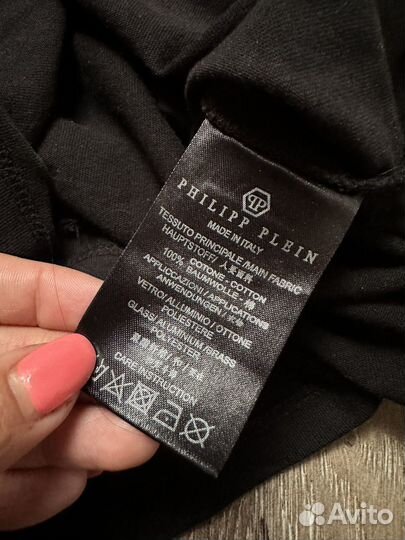 PHILIPP PLEIN
MADE IN ITALY
TESSUTO PRINCIPALE/MAIN FABRIC
HAUPTSTOFF/
100% COTONE - COTTON
BAUMWOLLE - 棉
APPLICAZIONI/APPLICATIONS
ANWENDUNGEN/
VETRO/ALLUMINIO/OTTONE
POLIESTERE
GLASS/ALUMINIUM/BRASS
POLYESTER
CARE INSTRUCTION
Avito